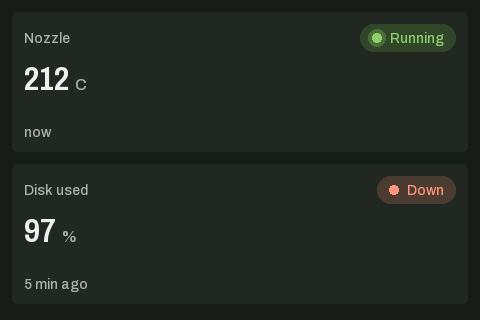 Nozzle
Running
212 C
now
Disk used
Down
97 %
5 min ago